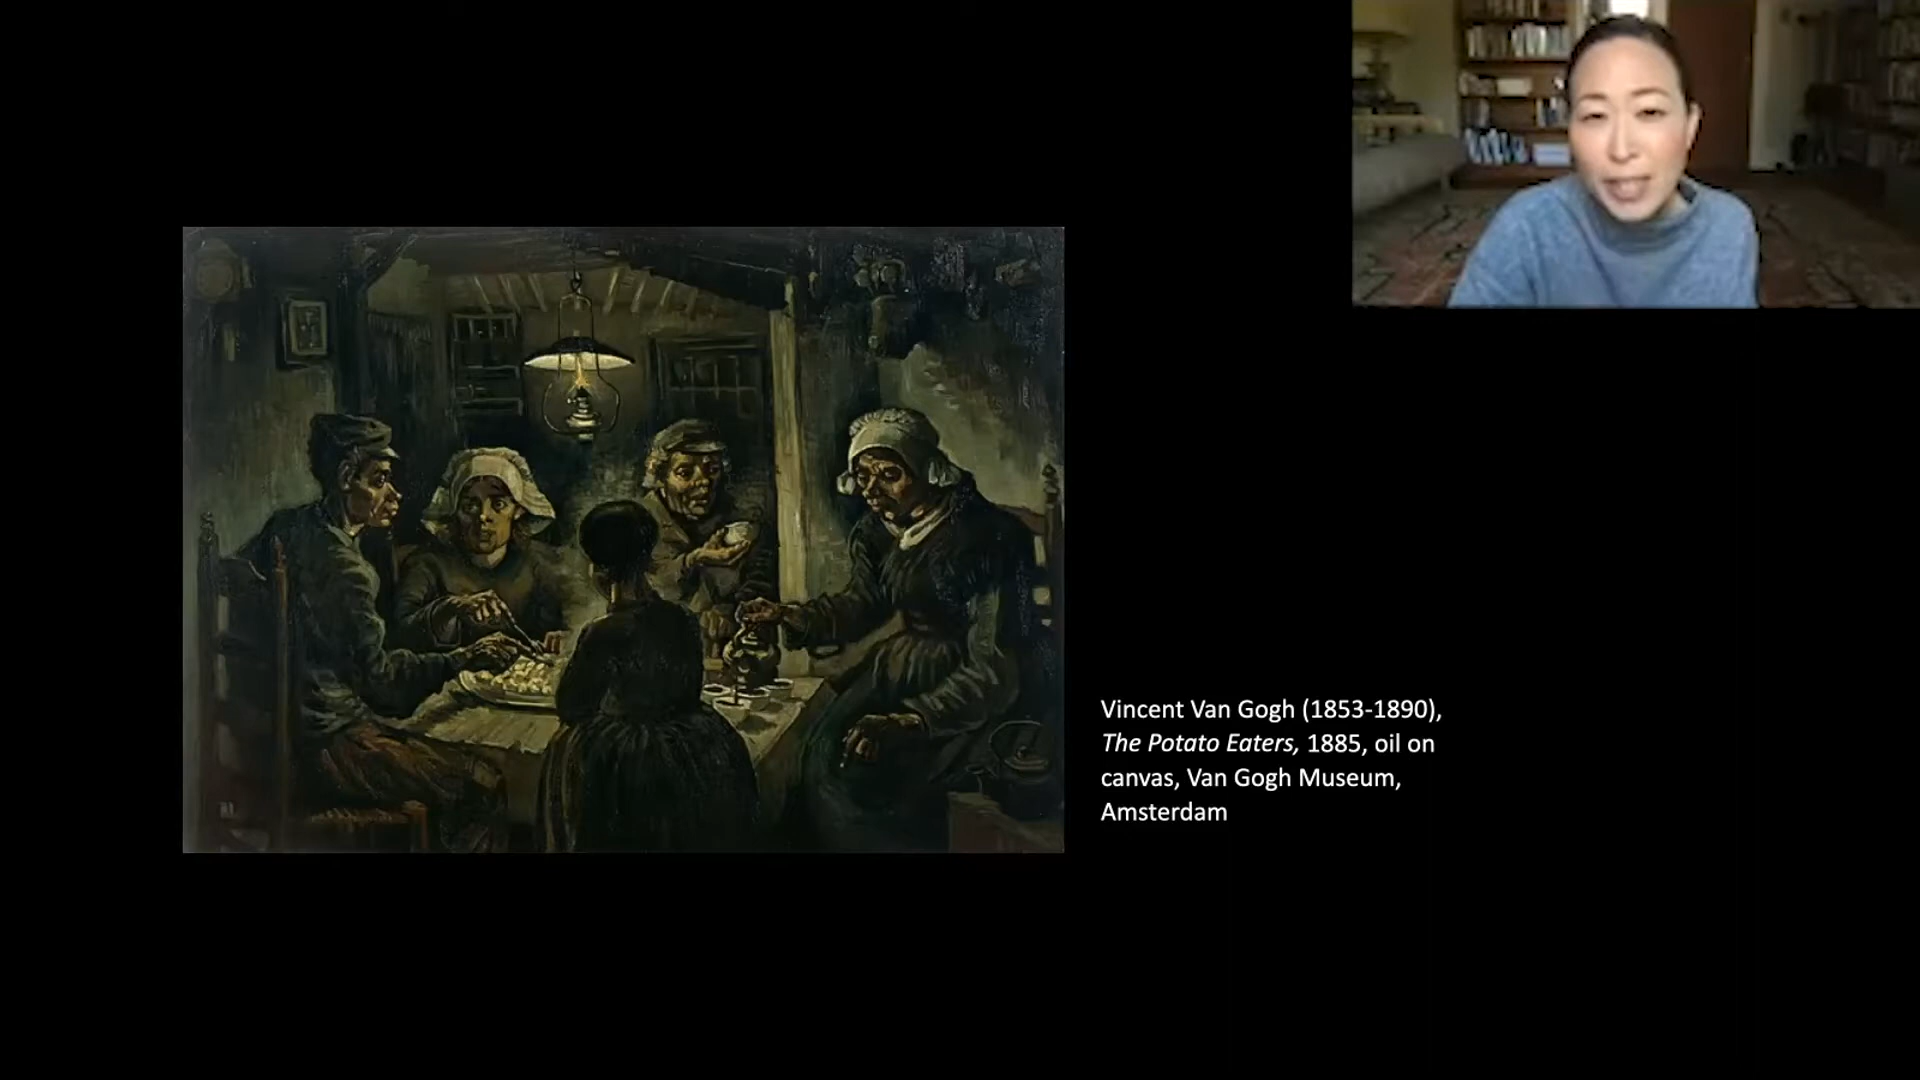 Vincent Van Gogh (1853-1890),
The Potato Eaters, 1885, oil on
canvas, Van Gogh Museum,
Amsterdam